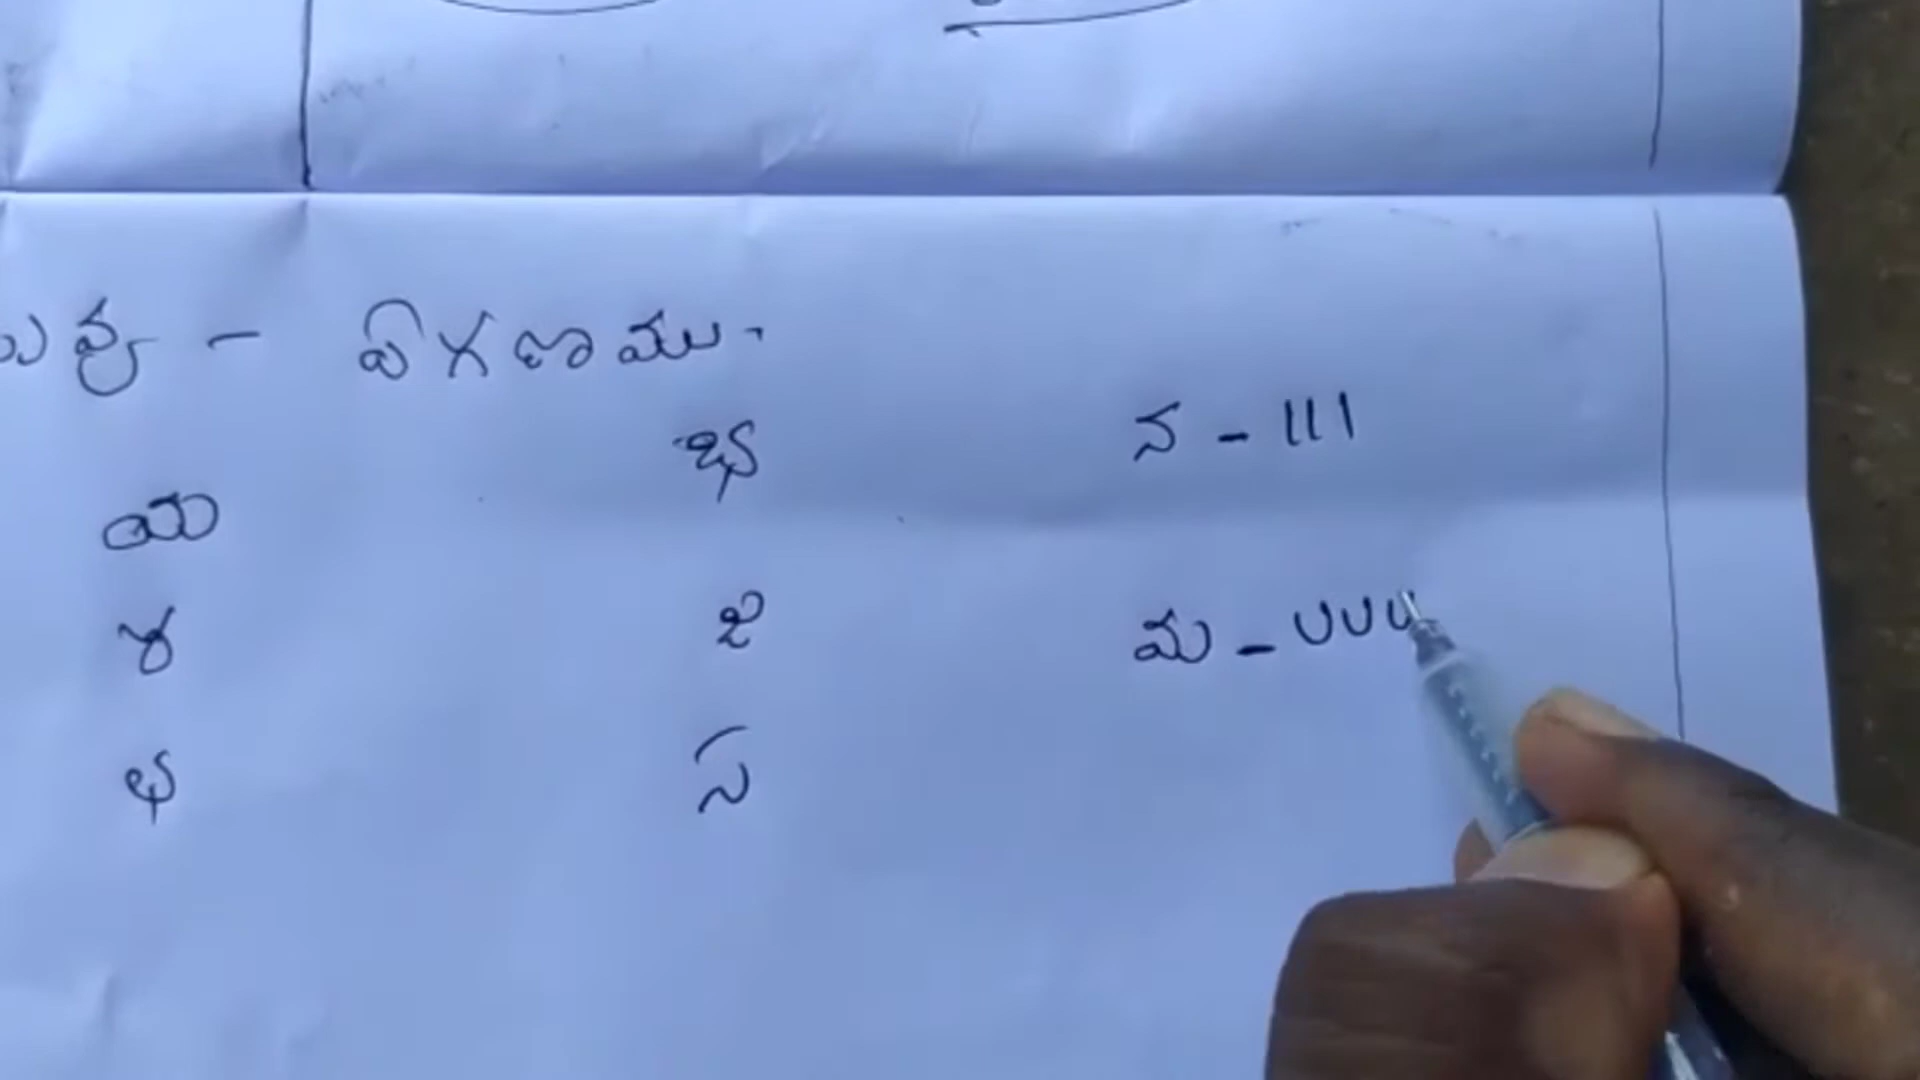 వు - ఏ గణము.
భ న - III
య
ర జ మ - UUU
త స